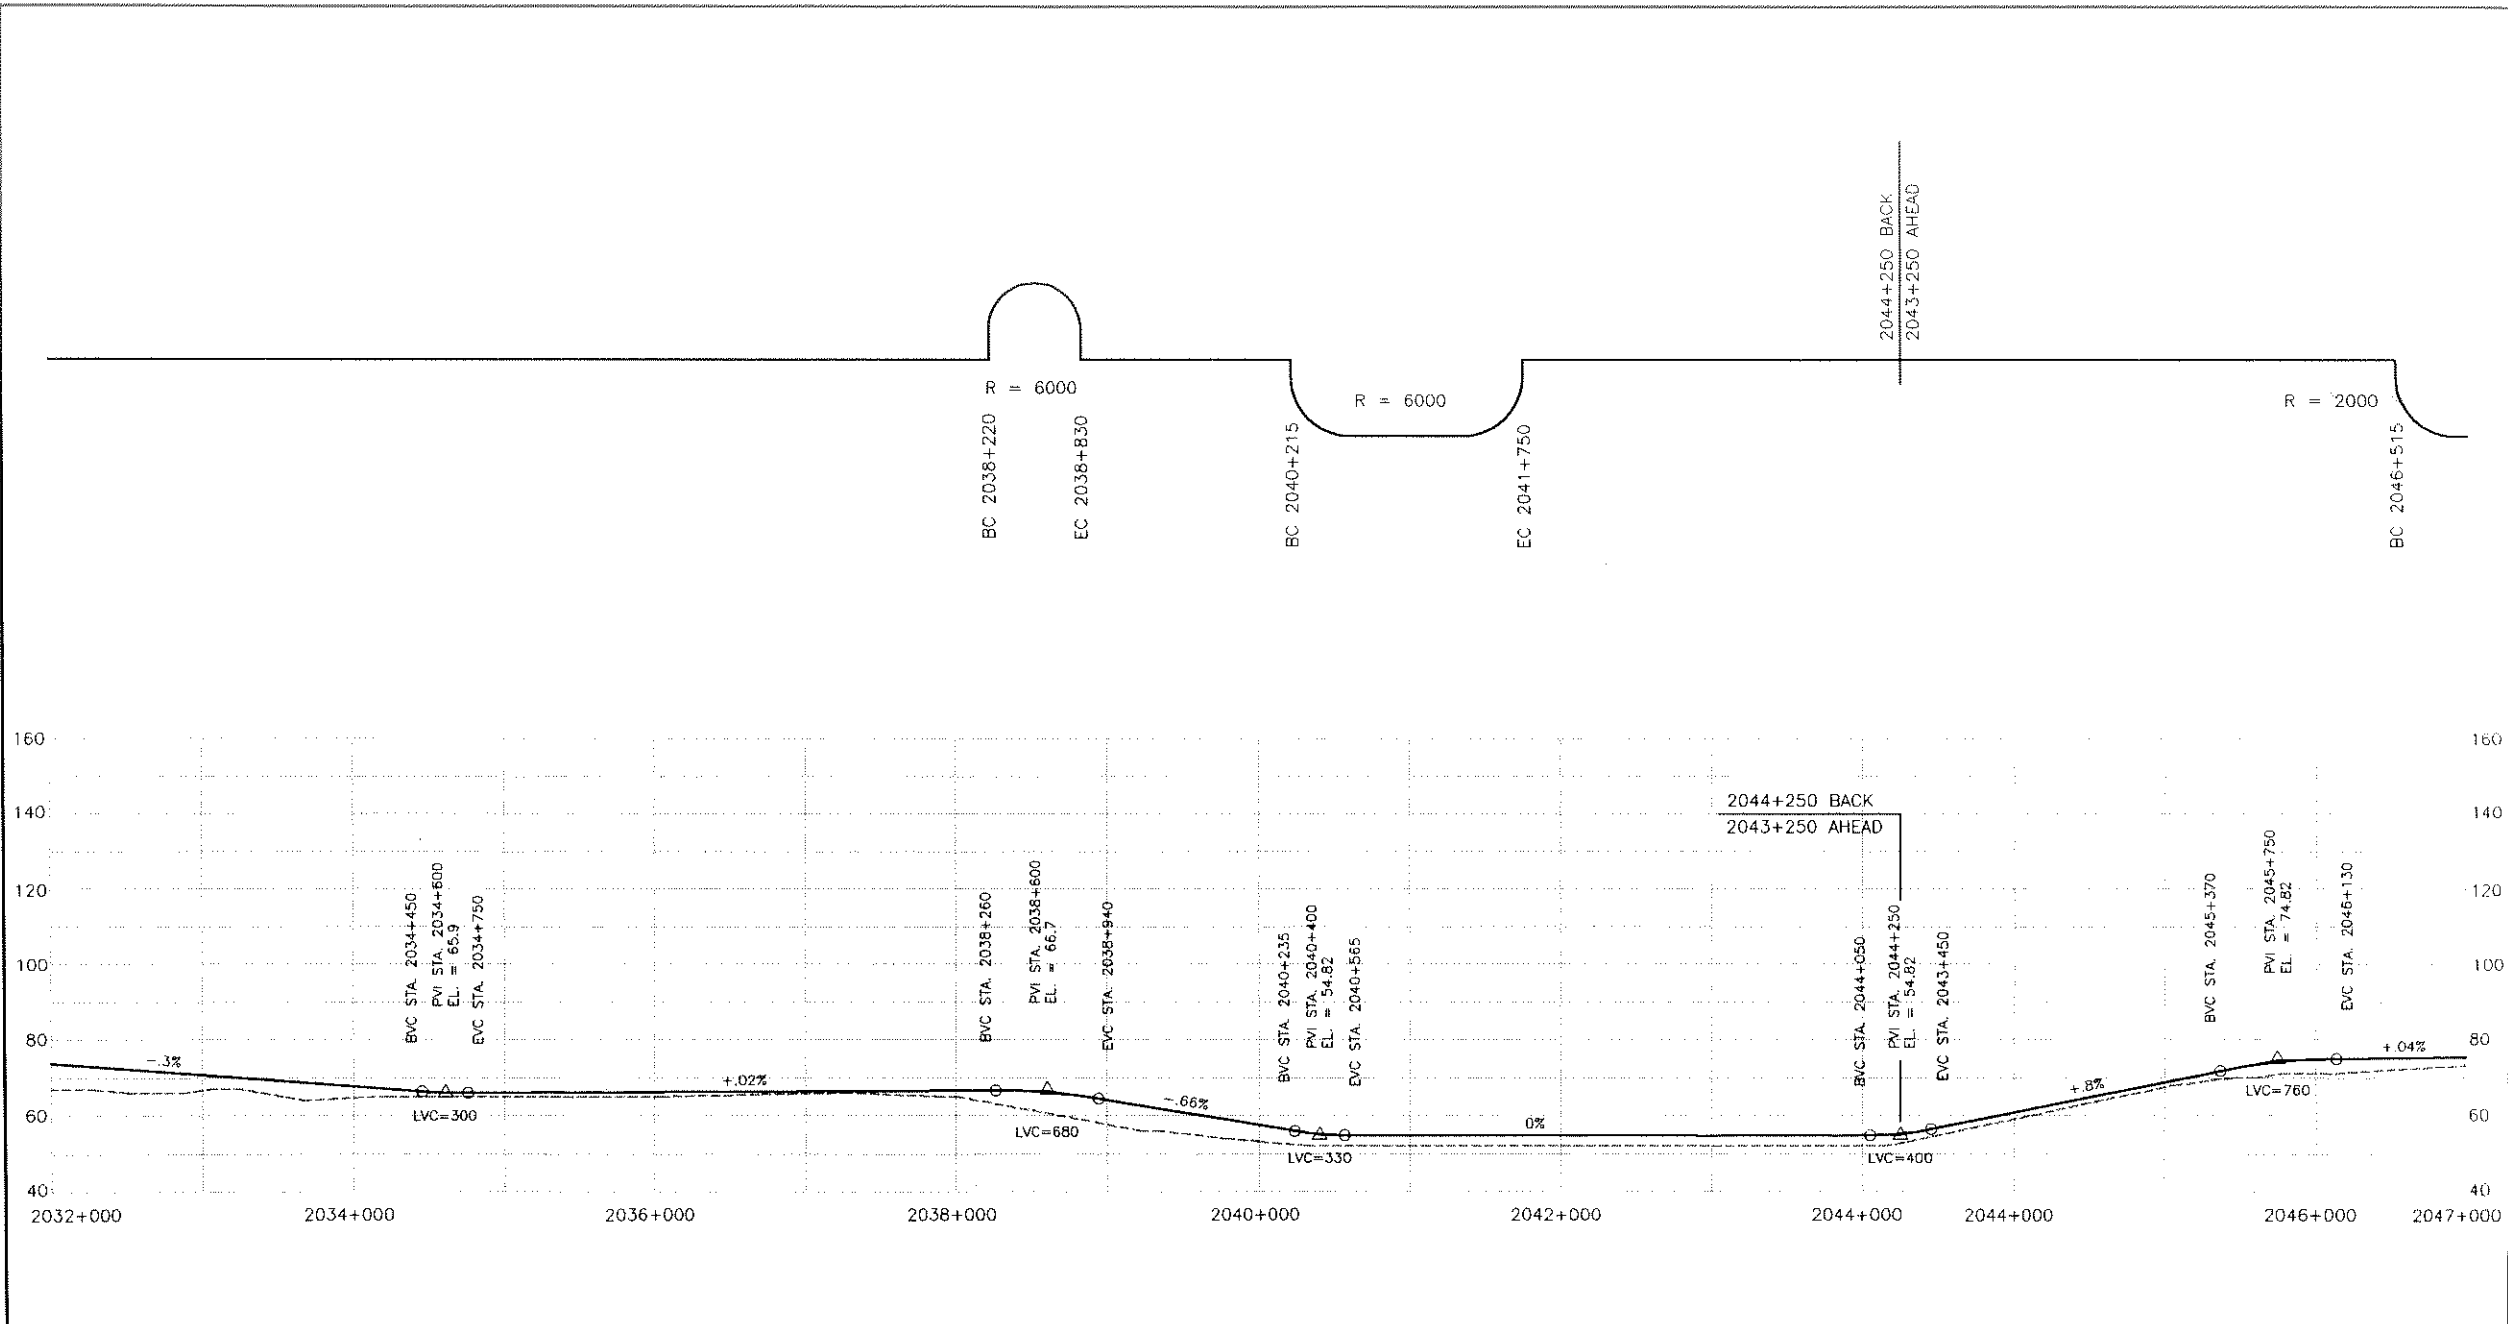 2044+250 BACK
2043+250 AHEAD
R = 6000
R = 6000
R = 2000
BC 2038+220
EC 2038+830
BC 2040+215
EC 2041+750
BC 2046+515
160
160
140
140
120
120
100
100
80
80
60
60
40
40
2044+250 BACK
2043+250 AHEAD
BVC STA. 2034+450
PVI STA. 2034+600
EL. = 65.9
EVC STA. 2034+750
BVC STA. 2038+260
PVI STA. 2038+600
EL. = 66.7
EVC STA. 2038+940
BVC STA. 2040+235
PVI STA. 2040+400
EL. = 54.82
EVC STA. 2040+565
BVC STA. 2044+050
PVI STA. 2044+250
EL. = 54.82
EVC STA. 2043+450
BVC STA. 2045+370
PVI STA. 2045+750
EL. = 74.82
EVC STA. 2046+130
-.3%
+.02%
-.66%
0%
+.8%
+.04%
LVC=300
LVC=680
LVC=330
LVC=400
LVC=760
2032+000
2034+000
2036+000
2038+000
2040+000
2042+000
2044+000
2044+000
2046+000
2047+000